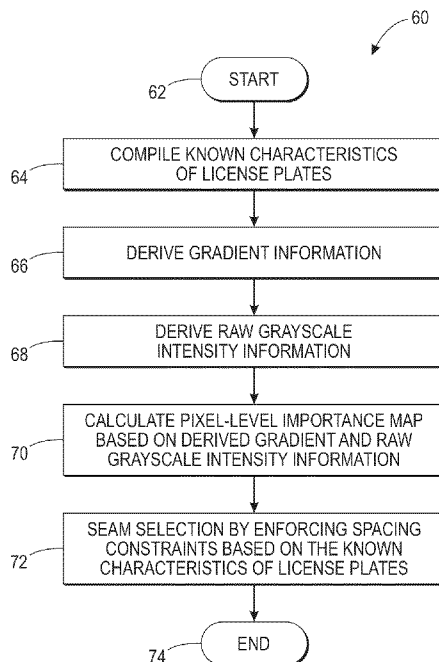 60
START
62
COMPILE KNOWN CHARACTERISTICS
OF LICENSE PLATES
64
DERIVE GRADIENT INFORMATION
66
DERIVE RAW GRAYSCALE
INTENSITY INFORMATION
68
CALCULATE PIXEL-LEVEL IMPORTANCE MAP
BASED ON DERIVED GRADIENT AND RAW
GRAYSCALE INTENSITY INFORMATION
70
SEAM SELECTION BY ENFORCING SPACING
CONSTRAINTS BASED ON THE KNOWN
CHARACTERISTICS OF LICENSE PLATES
72
END
74